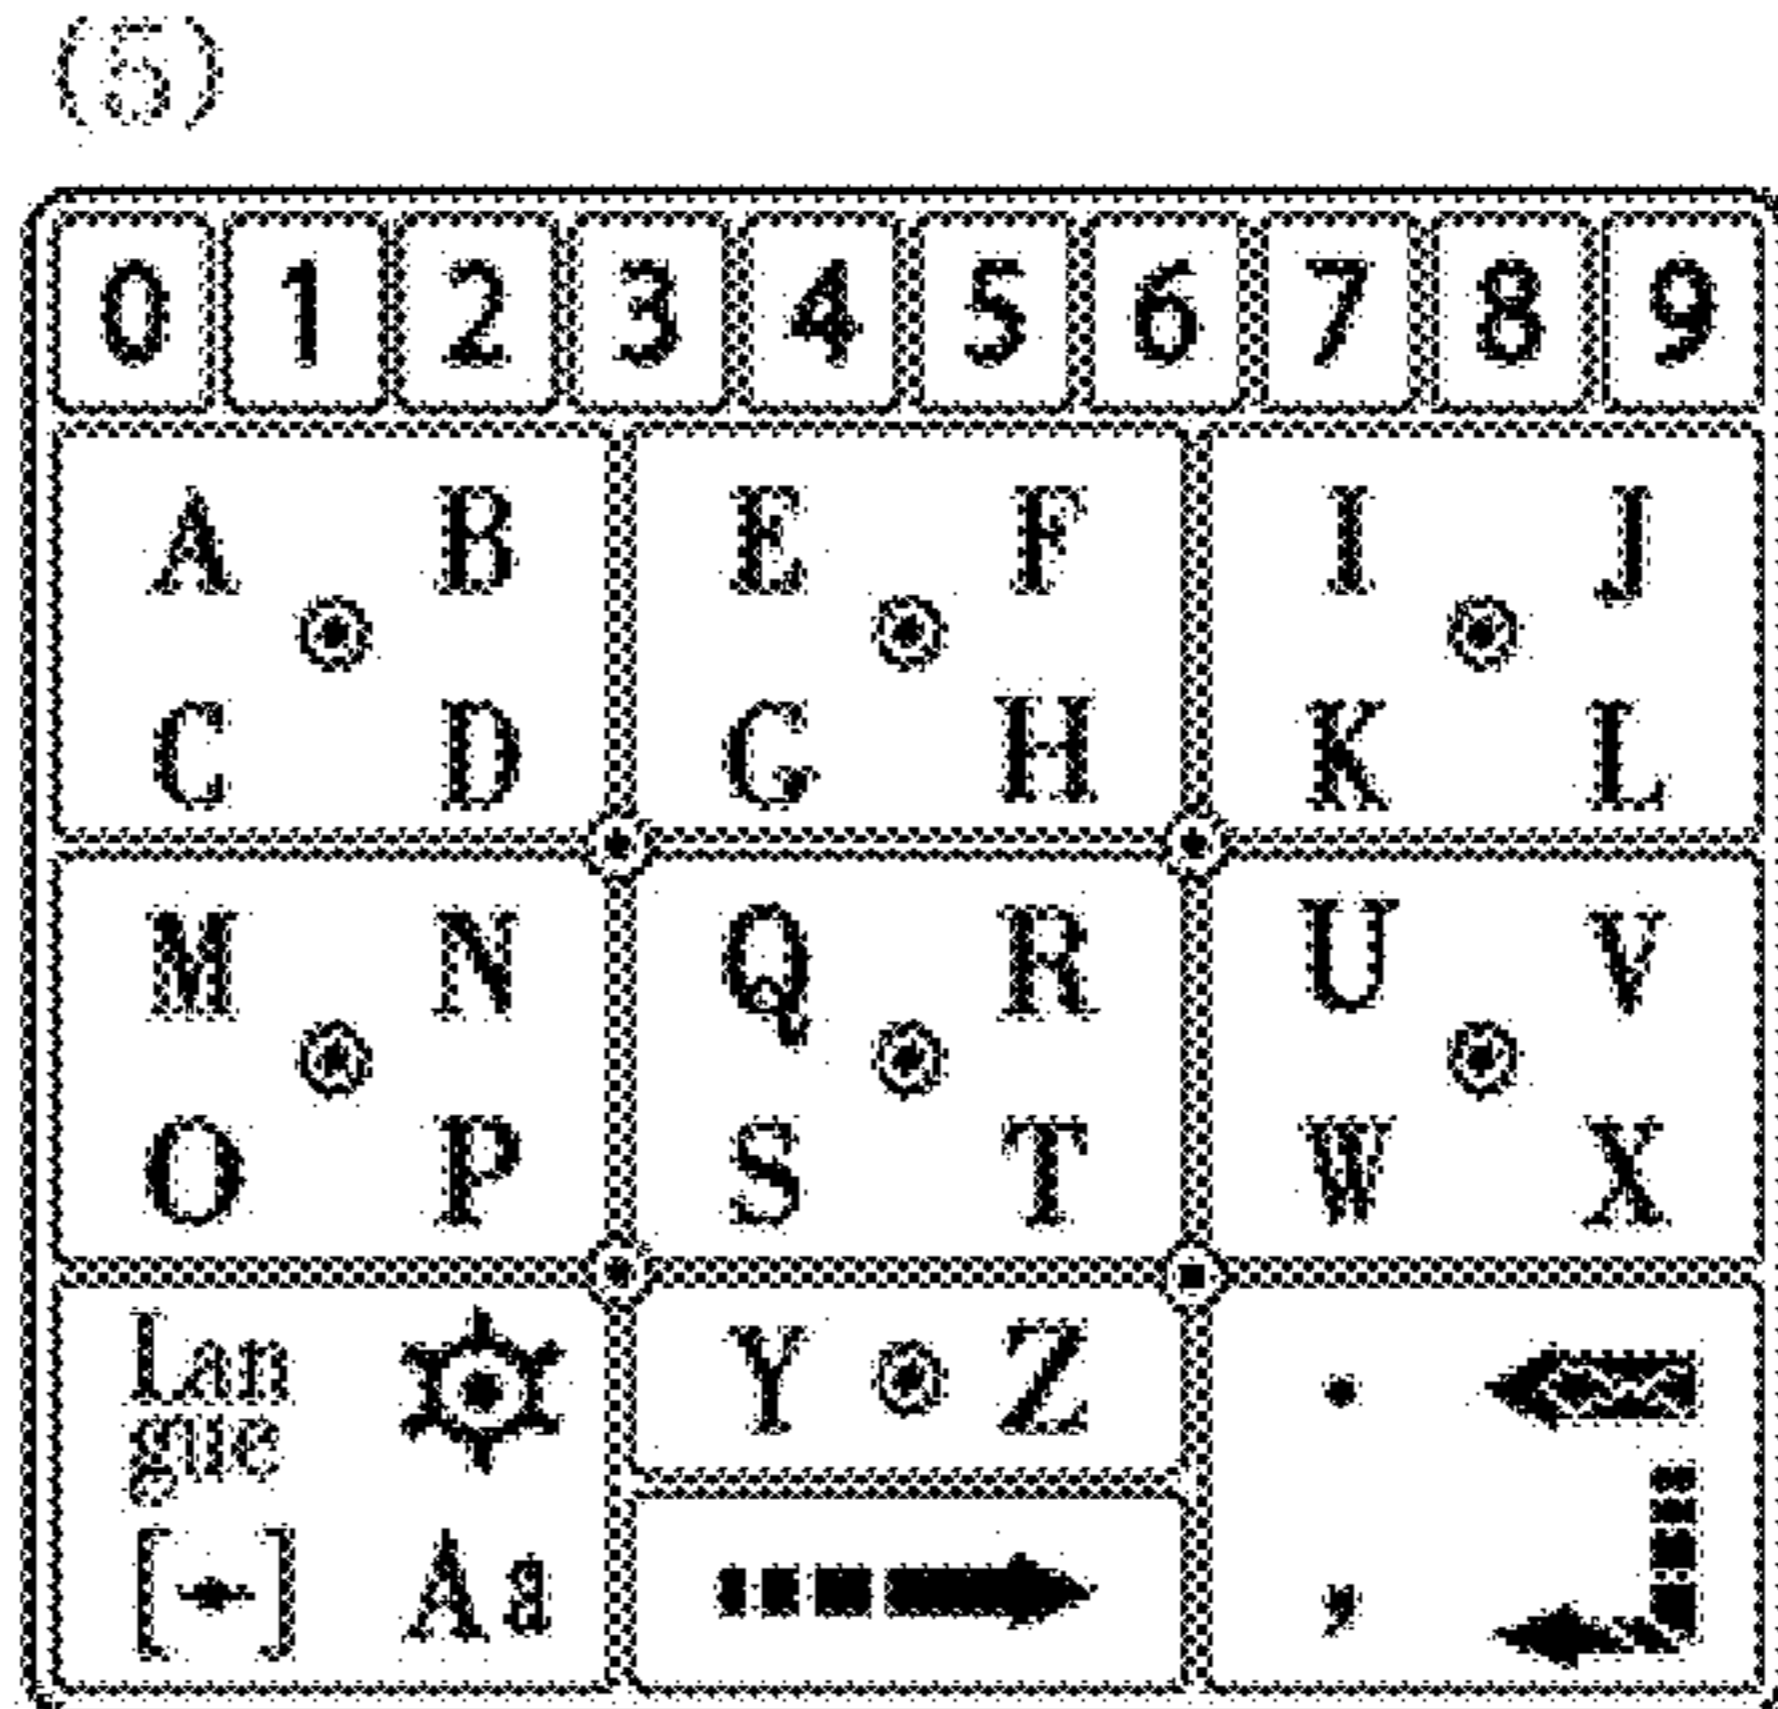 (5)
0 1 2 3 4 5 6 7 8 9
A B E F I J
C D G H K L
M N Q R U V
O P S T W X
Lan
gue
Y Z .
[-] Aa ,